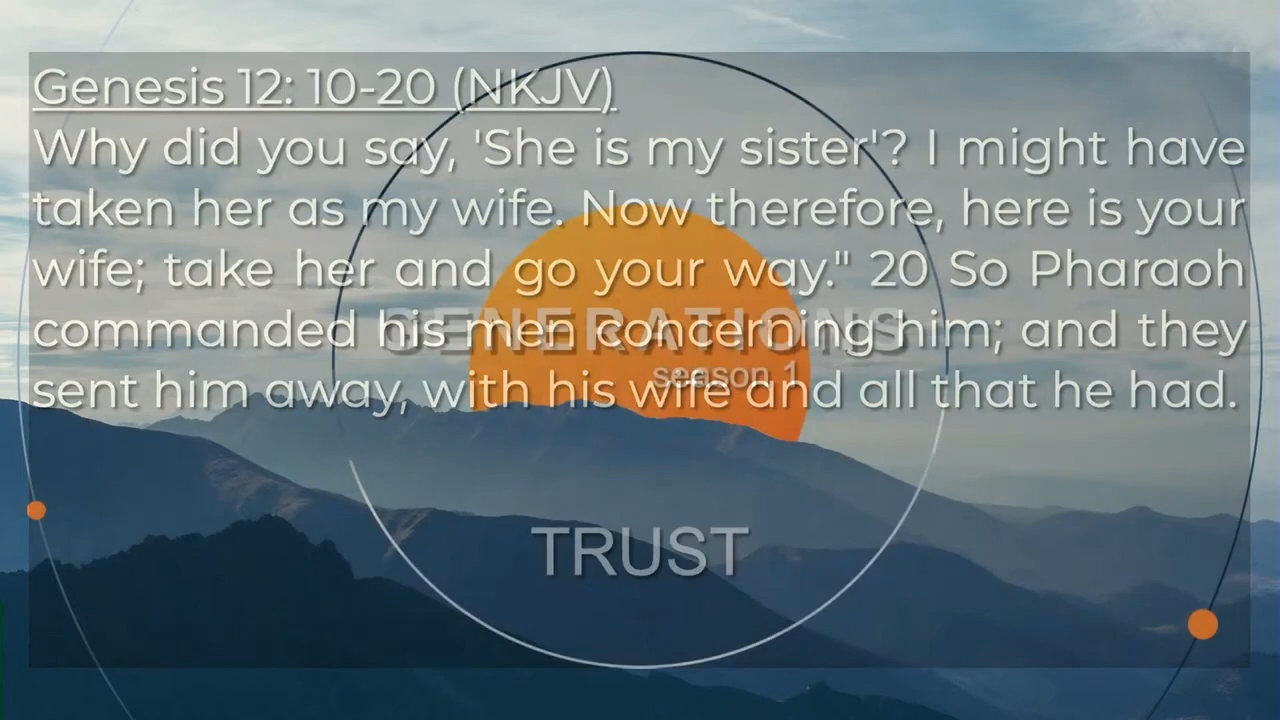 Genesis 12: 10-20 (NKJV)
Why did you say, 'She is my sister'? I might have
taken her as my wife. Now therefore, here is your
wife; take her and go your way." 20 So Pharaoh
commanded his men concerning him; and they
sent him away, with his wife and all that he had.
GENERATIONS
season 1
TRUST